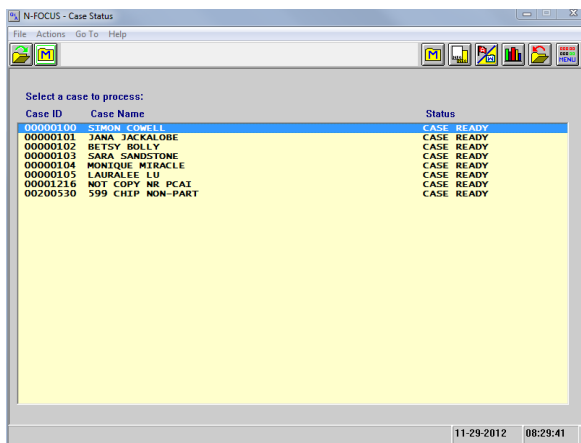 N-FOCUS - Case Status
File Actions Go To Help
M M MENU
Select a case to process:
Case ID Case Name Status
00000100 SIMON COWELL CASE READY
00000101 JANA JACKALOBE CASE READY
00000102 BETSY BOLLY CASE READY
00000103 SARA SANDSTONE CASE READY
00000104 MONIQUE MIRACLE CASE READY
00000105 LAURALEE LU CASE READY
00001216 NOT COPY NR PCAI CASE READY
00200530 599 CHIP NON-PART CASE READY
11-29-2012 08:29:41